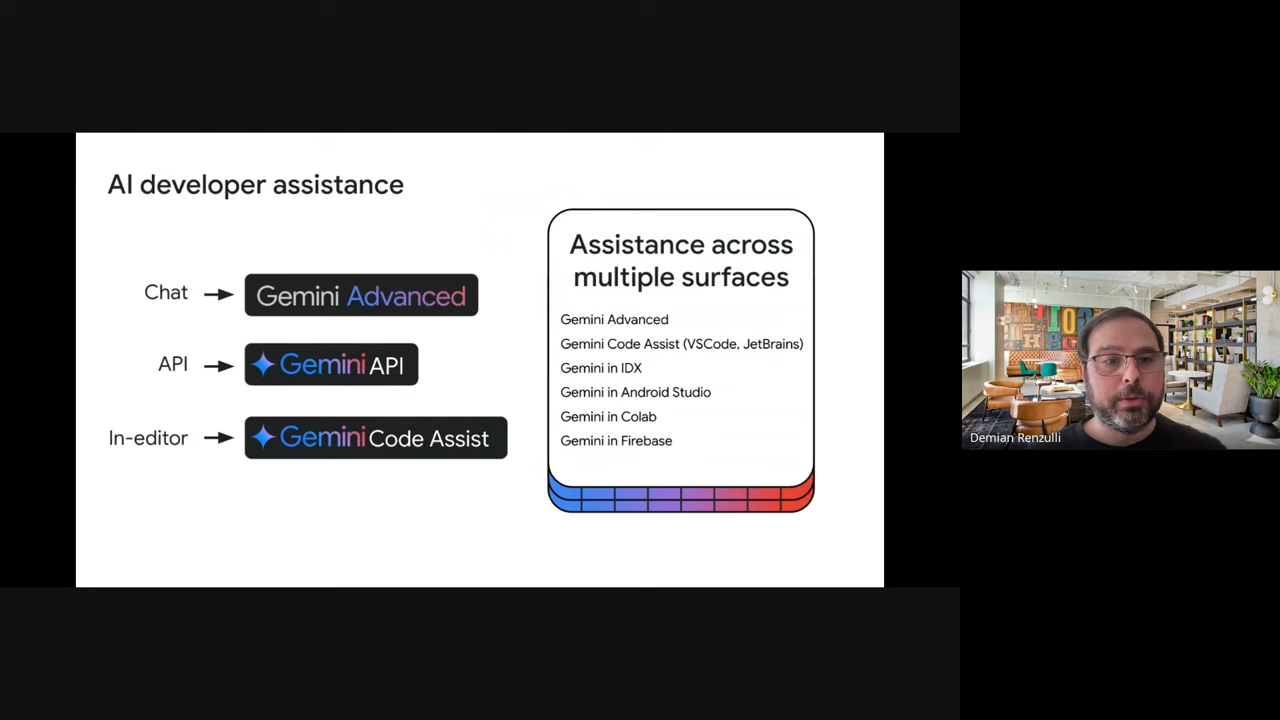 AI developer assistance
Chat
Gemini Advanced
API
Gemini API
In-editor
Gemini Code Assist
Assistance across
multiple surfaces
Gemini Advanced
Gemini Code Assist (VSCode, JetBrains)
Gemini in IDX
Gemini in Android Studio
Gemini in Colab
Gemini in Firebase
Demian Renzulli